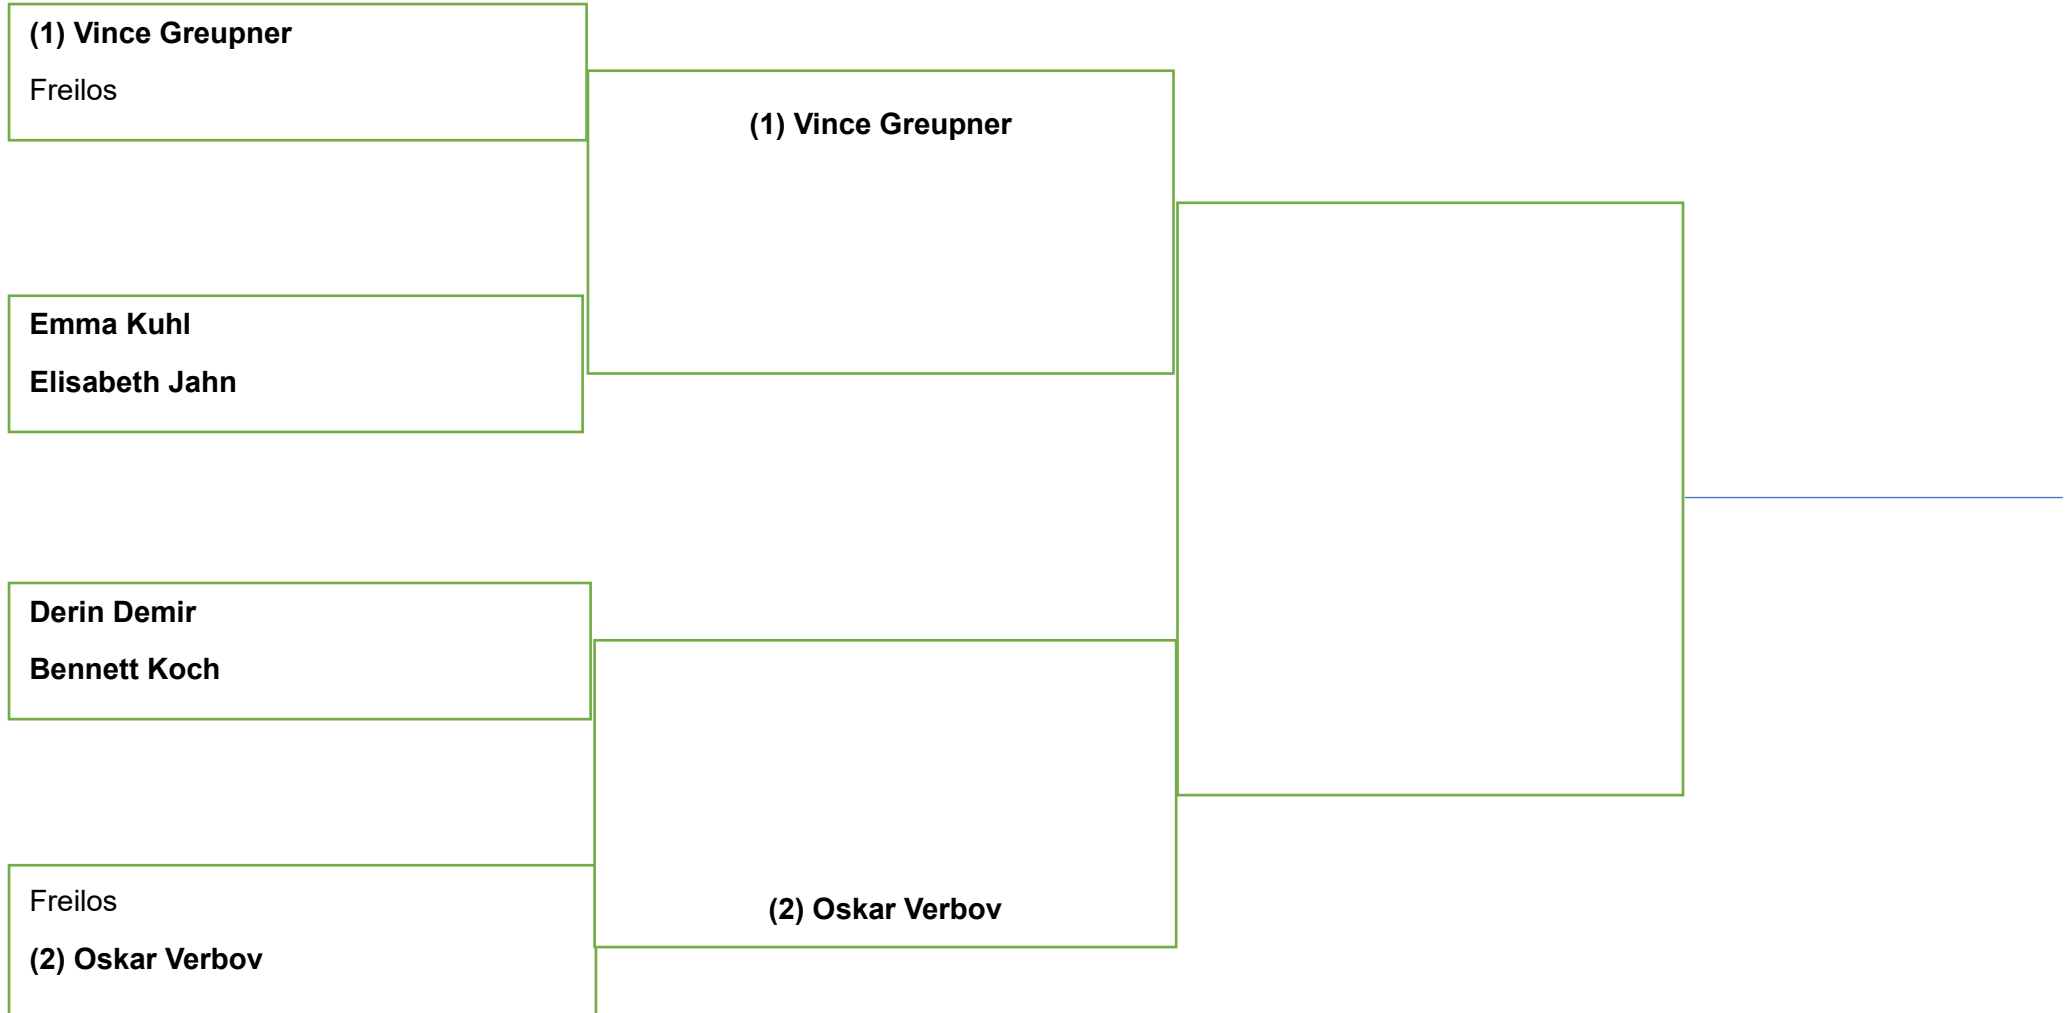 (1) Vince Greupner
Freilos
(1) Vince Greupner
Emma Kuhl
Elisabeth Jahn
Derin Demir
Bennett Koch
Freilos
(2) Oskar Verbov
(2) Oskar Verbov